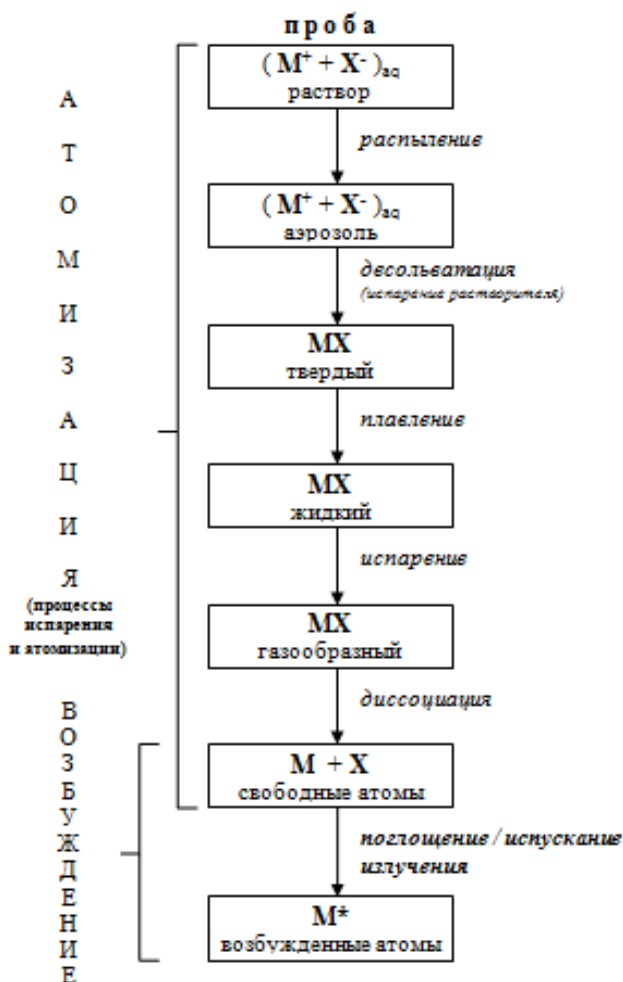 проба
( M⁺ + X⁻ )aq
раствор
распыление
( M⁺ + X⁻ )aq
аэрозоль
десольватация
(испарение растворителя)
MX
твердый
плавление
MX
жидкий
испарение
MX
газообразный
диссоциация
M + X
свободные атомы
поглощение / испускание
излучения
M*
возбужденные атомы
А
Т
О
М
И
З
А
Ц
И
Я
(процессы
испарения
и атомизации)
В
О
З
Б
У
Ж
Д
Е
Н
И
Е